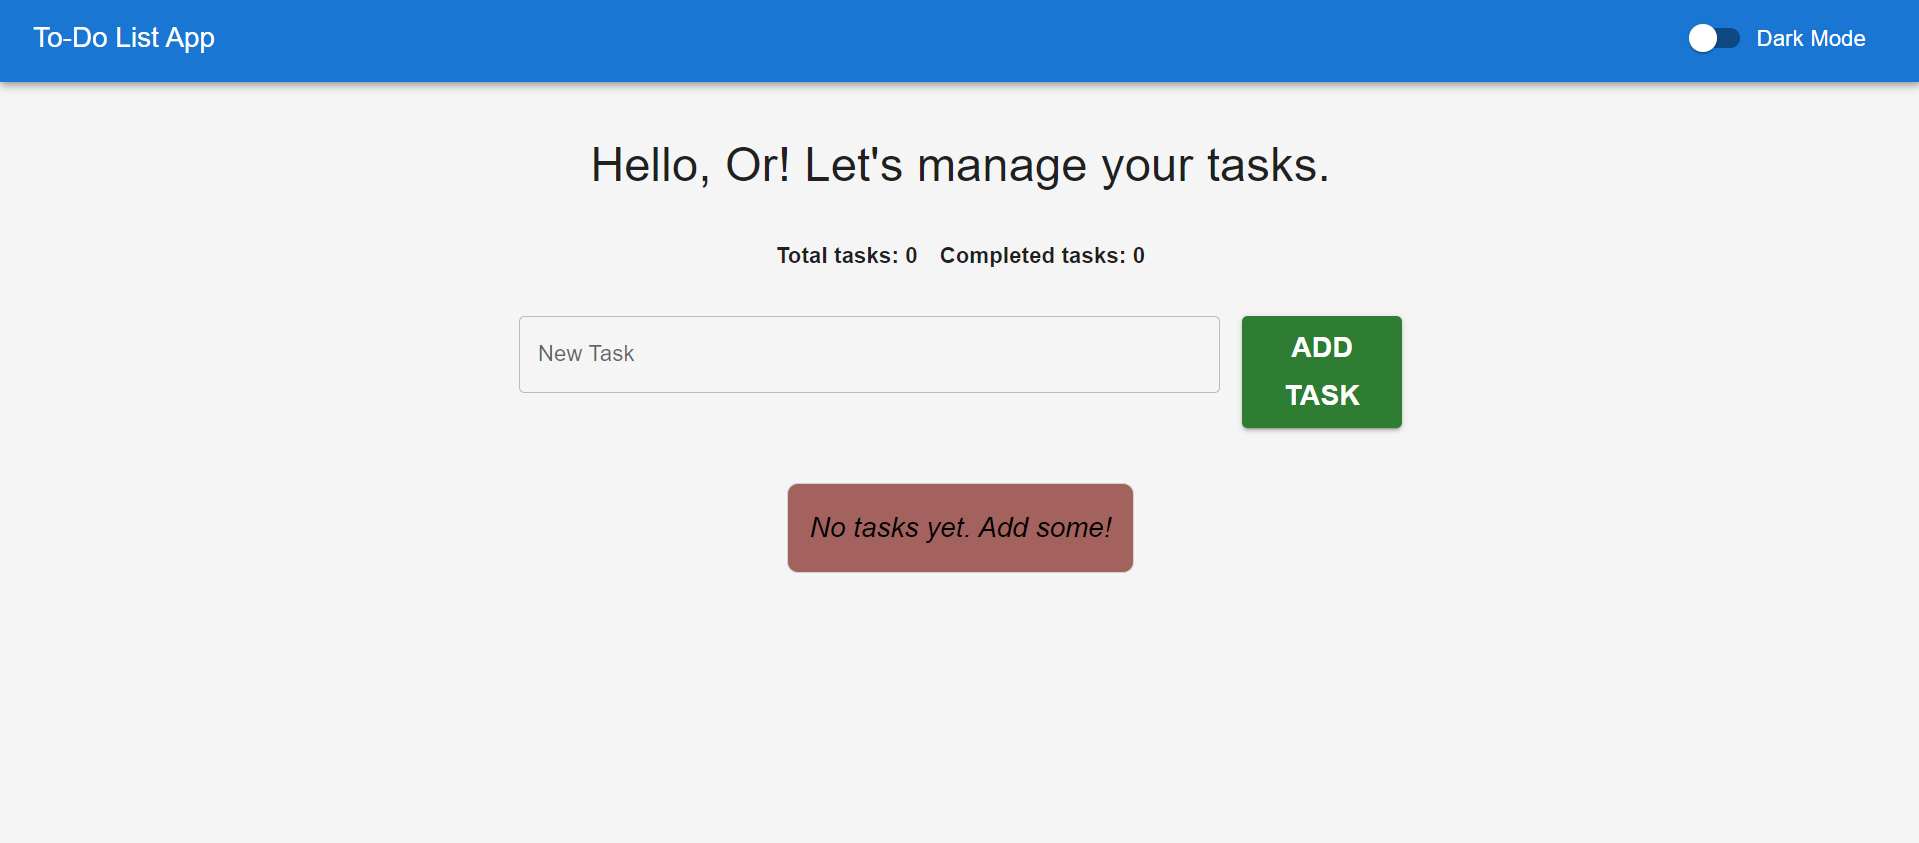 To-Do List App
Dark Mode
Hello, Or! Let's manage your tasks.
Total tasks: 0 Completed tasks: 0
New Task
ADD
TASK
No tasks yet. Add some!